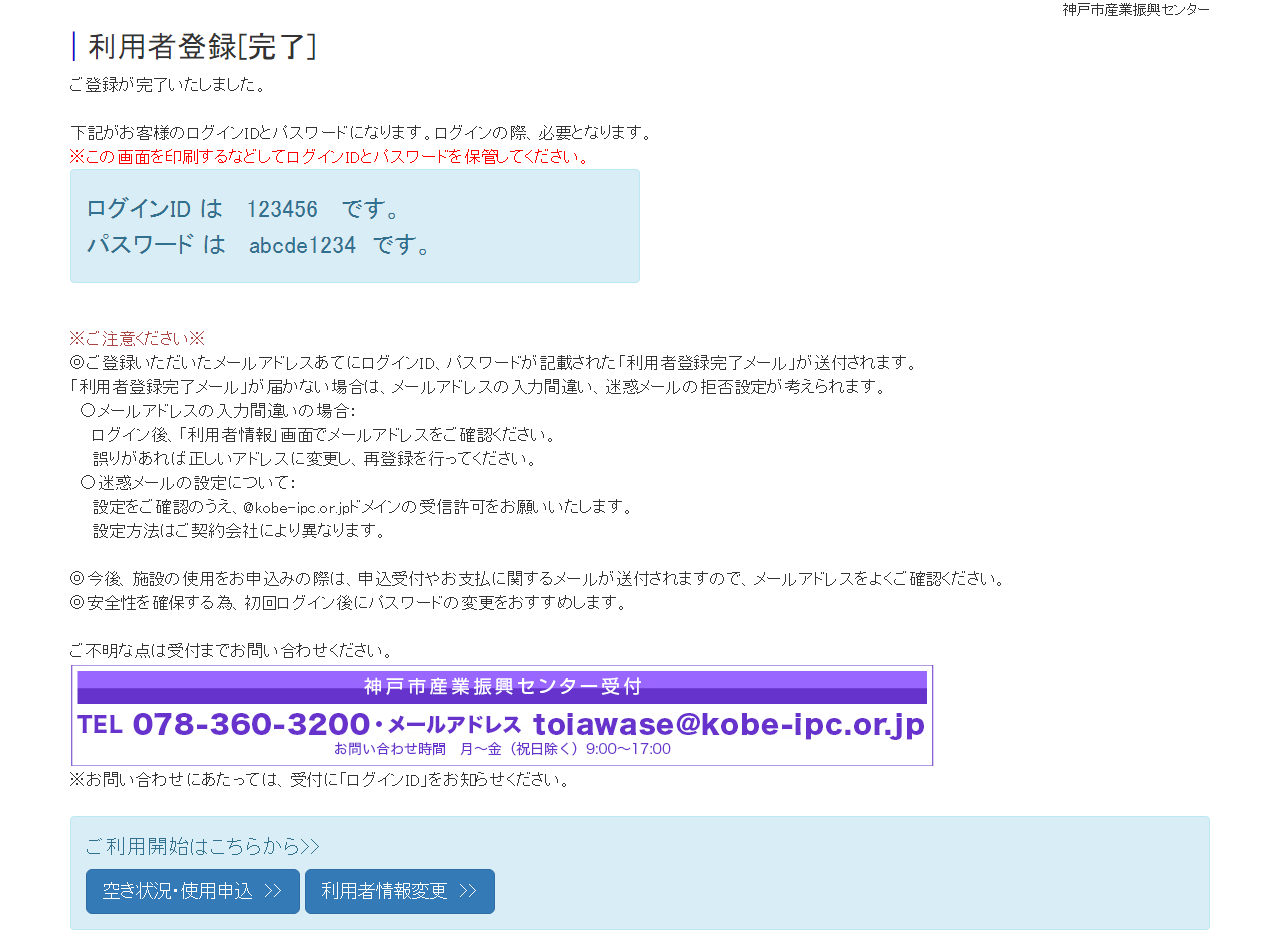 神戸市産業振興センター
利用者登録[完了]
ご登録が完了いたしました。
下記がお客様のログインIDとパスワードになります。ログインの際、必要となります。
※この画面を印刷するなどしてログインIDとパスワードを保管してください。
ログインID は　123456　です。
パスワード は　abcde1234　です。
※ご注意ください※
◎ご登録いただいたメールアドレスあてにログインID、パスワードが記載された「利用者登録完了メール」が送付されます。
「利用者登録完了メール」が届かない場合は、メールアドレスの入力間違い、迷惑メールの拒否設定が考えられます。
○メールアドレスの入力間違いの場合：
ログイン後、「利用者情報」画面でメールアドレスをご確認ください。
誤りがあれば正しいアドレスに変更し、再登録を行ってください。
○迷惑メールの設定について：
設定をご確認のうえ、@kobe-ipc.or.jpドメインの受信許可をお願いいたします。
設定方法はご契約会社により異なります。
◎今後、施設の使用をお申込みの際は、申込受付やお支払に関するメールが送付されますので、メールアドレスをよくご確認ください。
◎安全性を確保する為、初回ログイン後にパスワードの変更をおすすめします。
ご不明な点は受付までお問い合わせください。
神戸市産業振興センター受付
TEL 078-360-3200・メールアドレス toiawase@kobe-ipc.or.jp
お問い合わせ時間　月～金（祝日除く）9:00～17:00
※お問い合わせにあたっては、受付に「ログインID」をお知らせください。
ご利用開始はこちらから>>
空き状況・使用申込 >>
利用者情報変更 >>